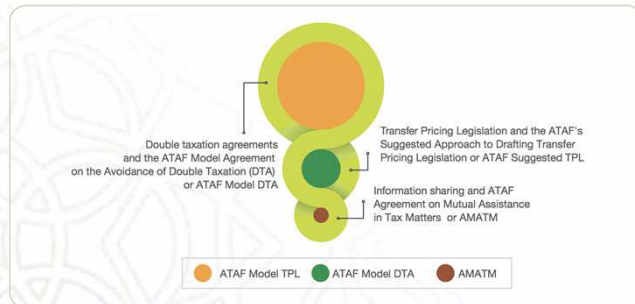 Double taxation agreements
and the ATAF Model Agreement
on the Avoidance of Double Taxation (DTA)
or ATAF Model DTA
Transfer Pricing Legislation and the ATAF's
Suggested Approach to Drafting Transfer
Pricing Legislation or ATAF Suggested TPL
Information sharing and ATAF
Agreement on Mutual Assistance
in Tax Matters or AMATM
ATAF Model TPL
ATAF Model DTA
AMATM